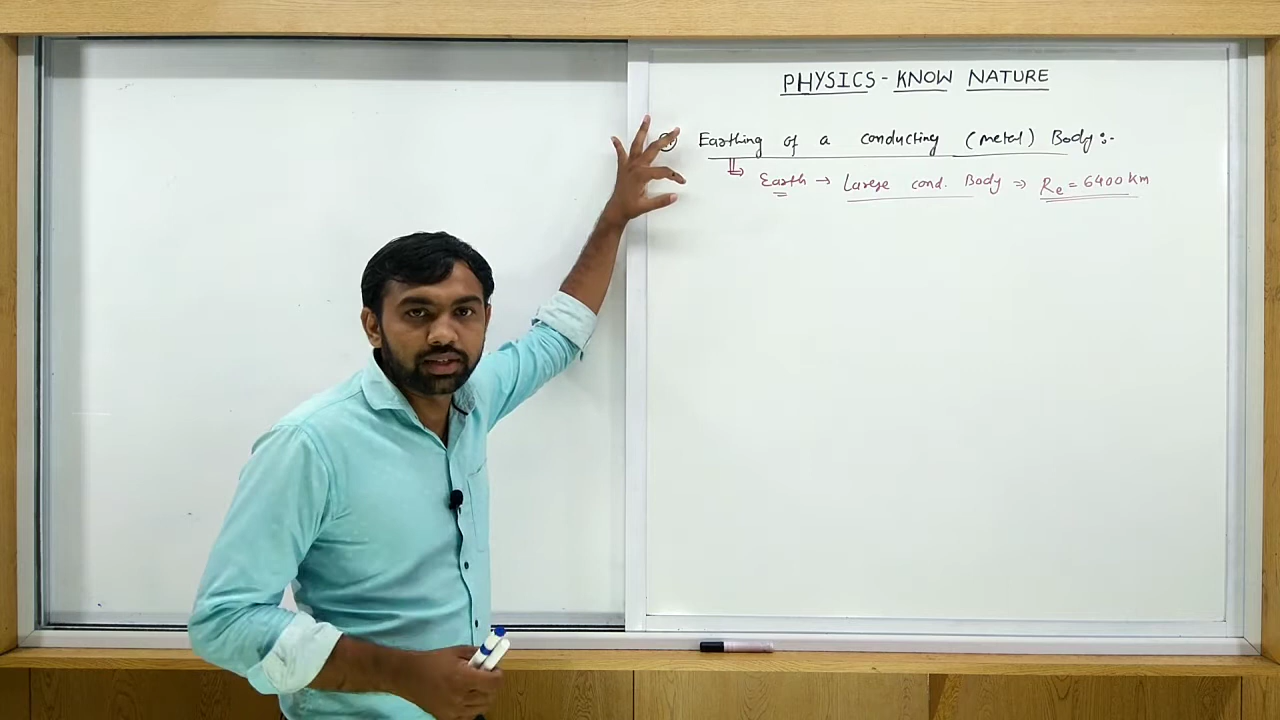 PHYSICS - KNOW NATURE
Earthing of a conducting (metal) Body :-
⇒ Earth → Large cond. Body ⇒ Re = 6400 km